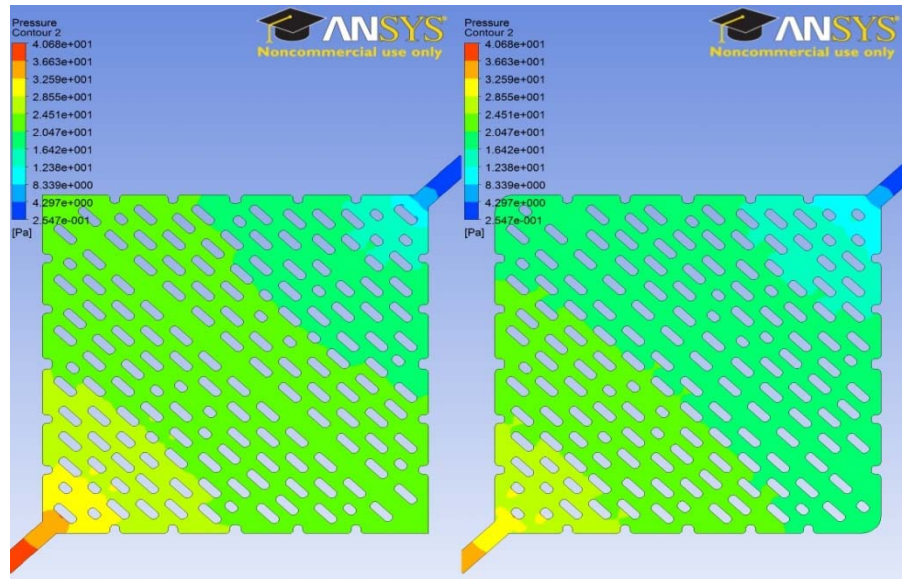 Pressure
Contour 2
4.068e+001
3.663e+001
3.259e+001
2.855e+001
2.451e+001
2.047e+001
1.642e+001
1.238e+001
8.339e+000
4.297e+000
2.547e-001
[Pa]
ANSYS
Noncommercial use only
Pressure
Contour 2
4.068e+001
3.663e+001
3.259e+001
2.855e+001
2.451e+001
2.047e+001
1.642e+001
1.238e+001
8.339e+000
4.297e+000
2.547e-001
[Pa]
ANSYS
Noncommercial use only